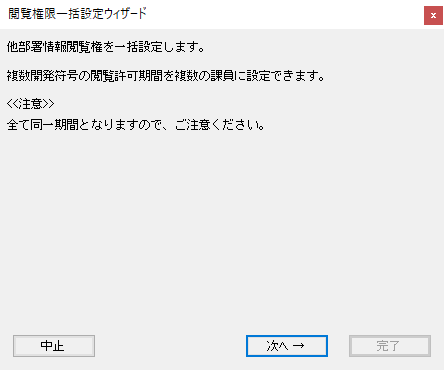 閲覧権限一括設定ウィザード
x
他部署情報閲覧権を一括設定します。
複数開発符号の閲覧許可期間を複数の課員に設定できます。
<<注意>>
全て同一期間となりますので、ご注意ください。
中止
次へ →
完了